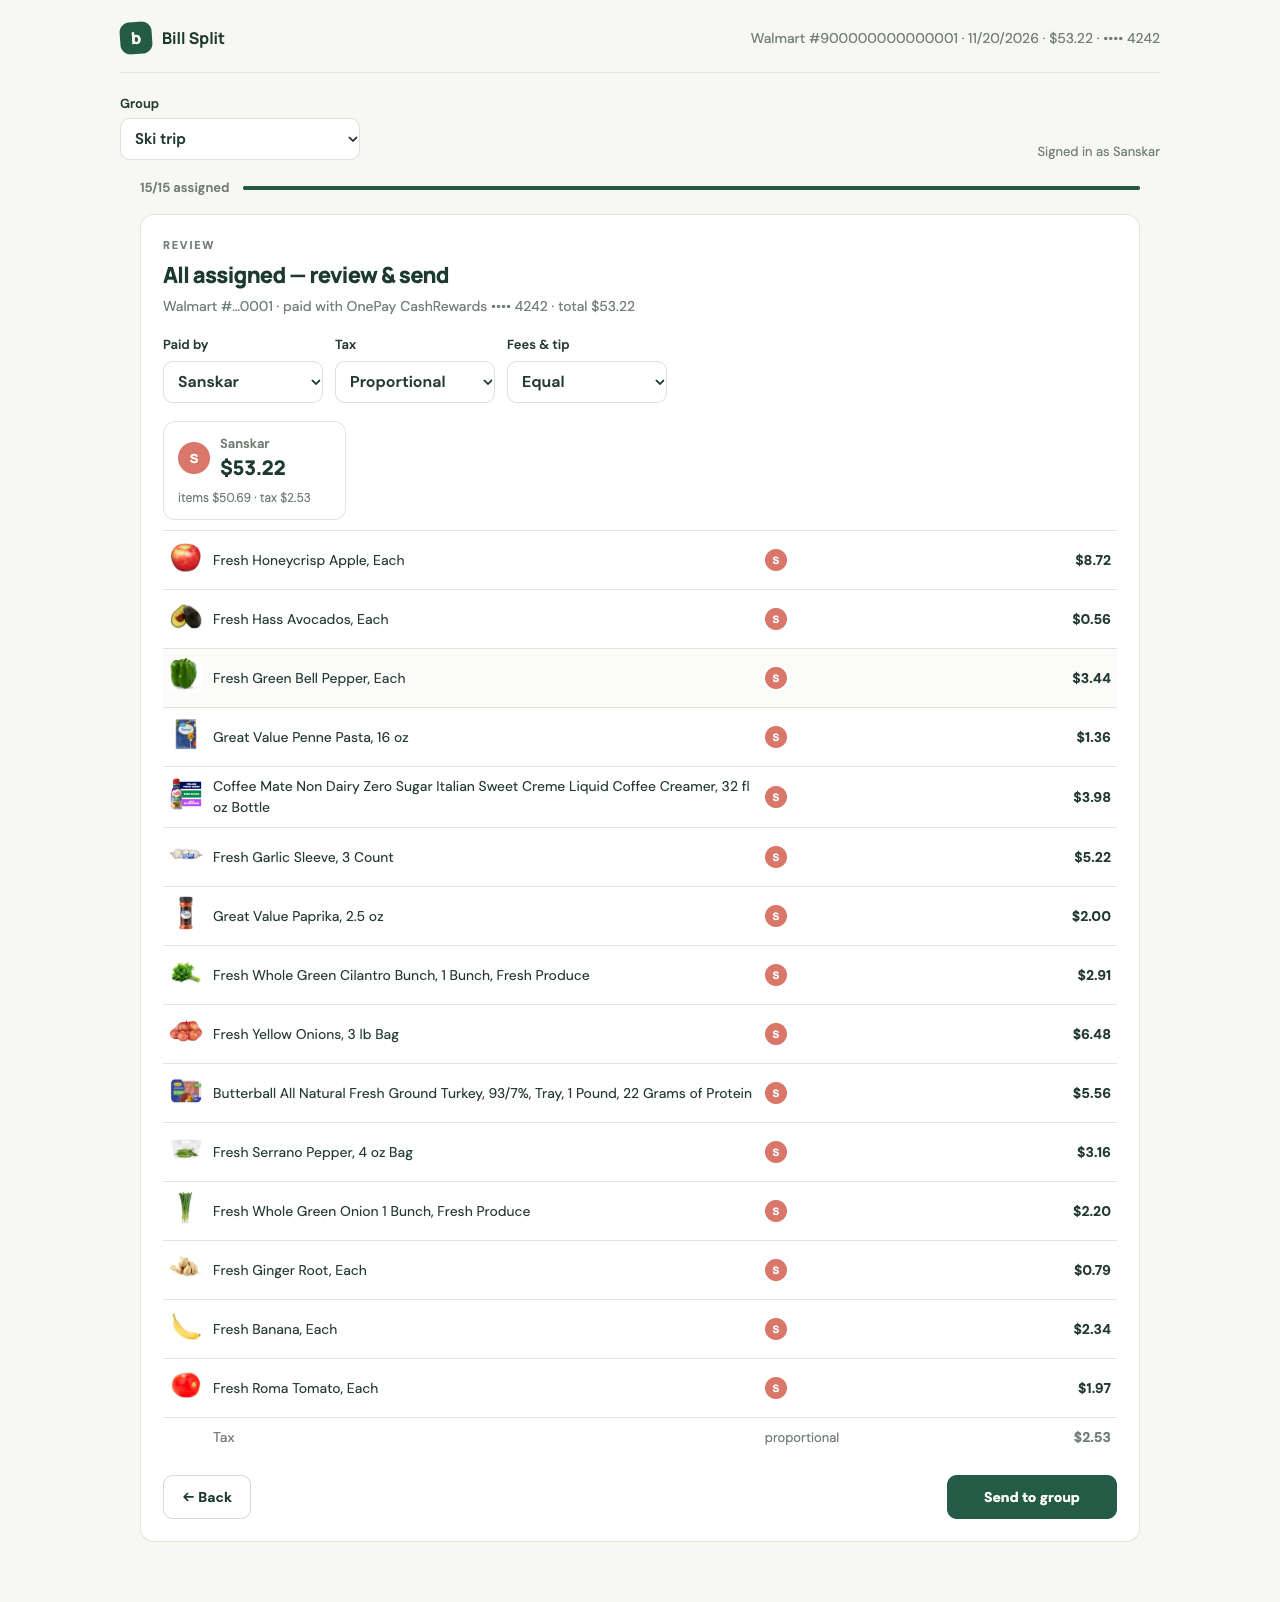 b Bill Split
Walmart #900000000000001 · 11/20/2026 · $53.22 · •••• 4242
Group
Ski trip
Signed in as Sanskar
15/15 assigned
REVIEW
All assigned — review & send
Walmart #…0001 · paid with OnePay CashRewards •••• 4242 · total $53.22
Paid by Tax Fees & tip
Sanskar Proportional Equal
S Sanskar
$53.22
items $50.69 · tax $2.53
Fresh Honeycrisp Apple, Each S $8.72
Fresh Hass Avocados, Each S $0.56
Fresh Green Bell Pepper, Each S $3.44
Great Value Penne Pasta, 16 oz S $1.36
Coffee Mate Non Dairy Zero Sugar Italian Sweet Creme Liquid Coffee Creamer, 32 fl
oz Bottle S $3.98
Fresh Garlic Sleeve, 3 Count S $5.22
Great Value Paprika, 2.5 oz S $2.00
Fresh Whole Green Cilantro Bunch, 1 Bunch, Fresh Produce S $2.91
Fresh Yellow Onions, 3 lb Bag S $6.48
Butterball All Natural Fresh Ground Turkey, 93/7%, Tray, 1 Pound, 22 Grams of Protein S $5.56
Fresh Serrano Pepper, 4 oz Bag S $3.16
Fresh Whole Green Onion 1 Bunch, Fresh Produce S $2.20
Fresh Ginger Root, Each S $0.79
Fresh Banana, Each S $2.34
Fresh Roma Tomato, Each S $1.97
Tax proportional $2.53
← Back
Send to group